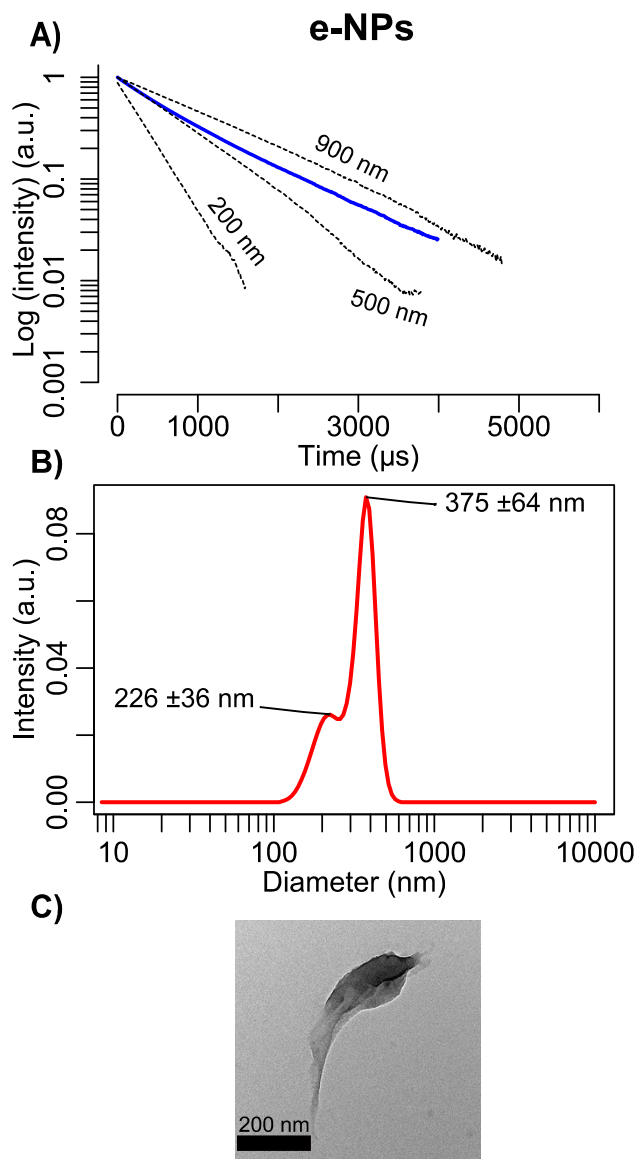 e-NPs
A)
Log (intensity) (a.u.)
1
0.1
0.01
0.001
900 nm
200 nm
500 nm
0 1000 3000 5000
Time (µs)
B)
Intensity (a.u.)
0.08
0.04
0.00
375 ±64 nm
226 ±36 nm
10 100 1000 10000
Diameter (nm)
C)
200 nm